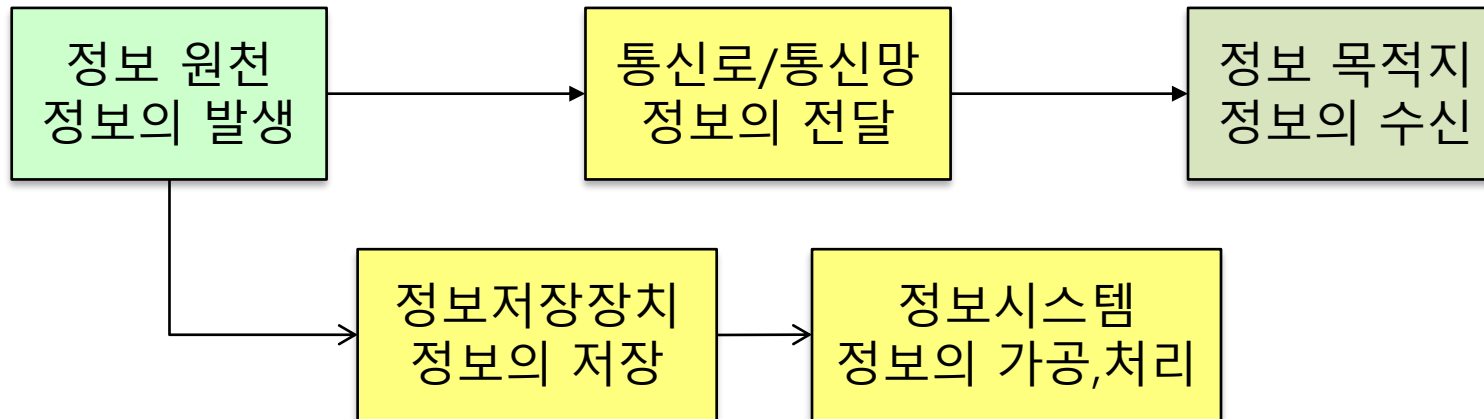 정보 원천
정보의 발생
통신로/통신망
정보의 전달
정보 목적지
정보의 수신
정보저장장치
정보의 저장
정보시스템
정보의 가공,처리